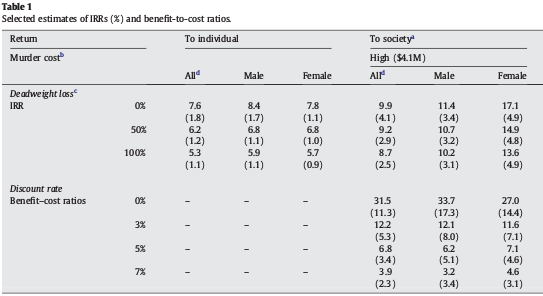 Table 1
Selected estimates of IRRs (%) and benefit-to-cost ratios.
Return To individual To societyᵃ
Murder costᵇ High ($4.1M)
Allᵈ Male Female Allᵈ Male Female
Deadweight lossᶜ
IRR 0% 7.6 8.4 7.8 9.9 11.4 17.1
(1.8) (1.7) (1.1) (4.1) (3.4) (4.9)
50% 6.2 6.8 6.8 9.2 10.7 14.9
(1.2) (1.1) (1.0) (2.9) (3.2) (4.8)
100% 5.3 5.9 5.7 8.7 10.2 13.6
(1.1) (1.1) (0.9) (2.5) (3.1) (4.9)
Discount rate
Benefit–cost ratios 0% – – – 31.5 33.7 27.0
(11.3) (17.3) (14.4)
3% – – – 12.2 12.1 11.6
(5.3) (8.0) (7.1)
5% – – – 6.8 6.2 7.1
(3.4) (5.1) (4.6)
7% – – – 3.9 3.2 4.6
(2.3) (3.4) (3.1)